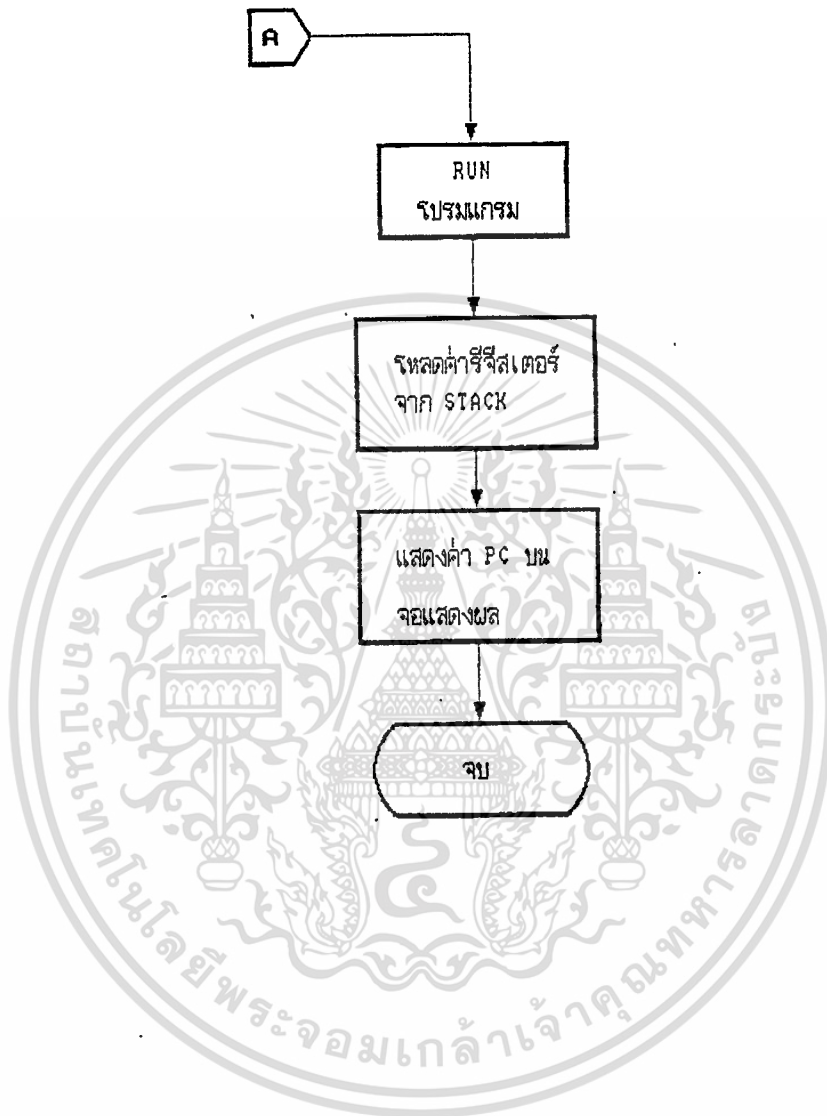 A
RUN
โปรมแกรม
โหลดค่ารีจีสเตอร์
จาก STACK
แสดงค่า PC บน
จอแสดงผล
จบ
สถาบันเทคโนโลยีพระจอมเกล้าเจ้าคุณทหารลาดกระบัง